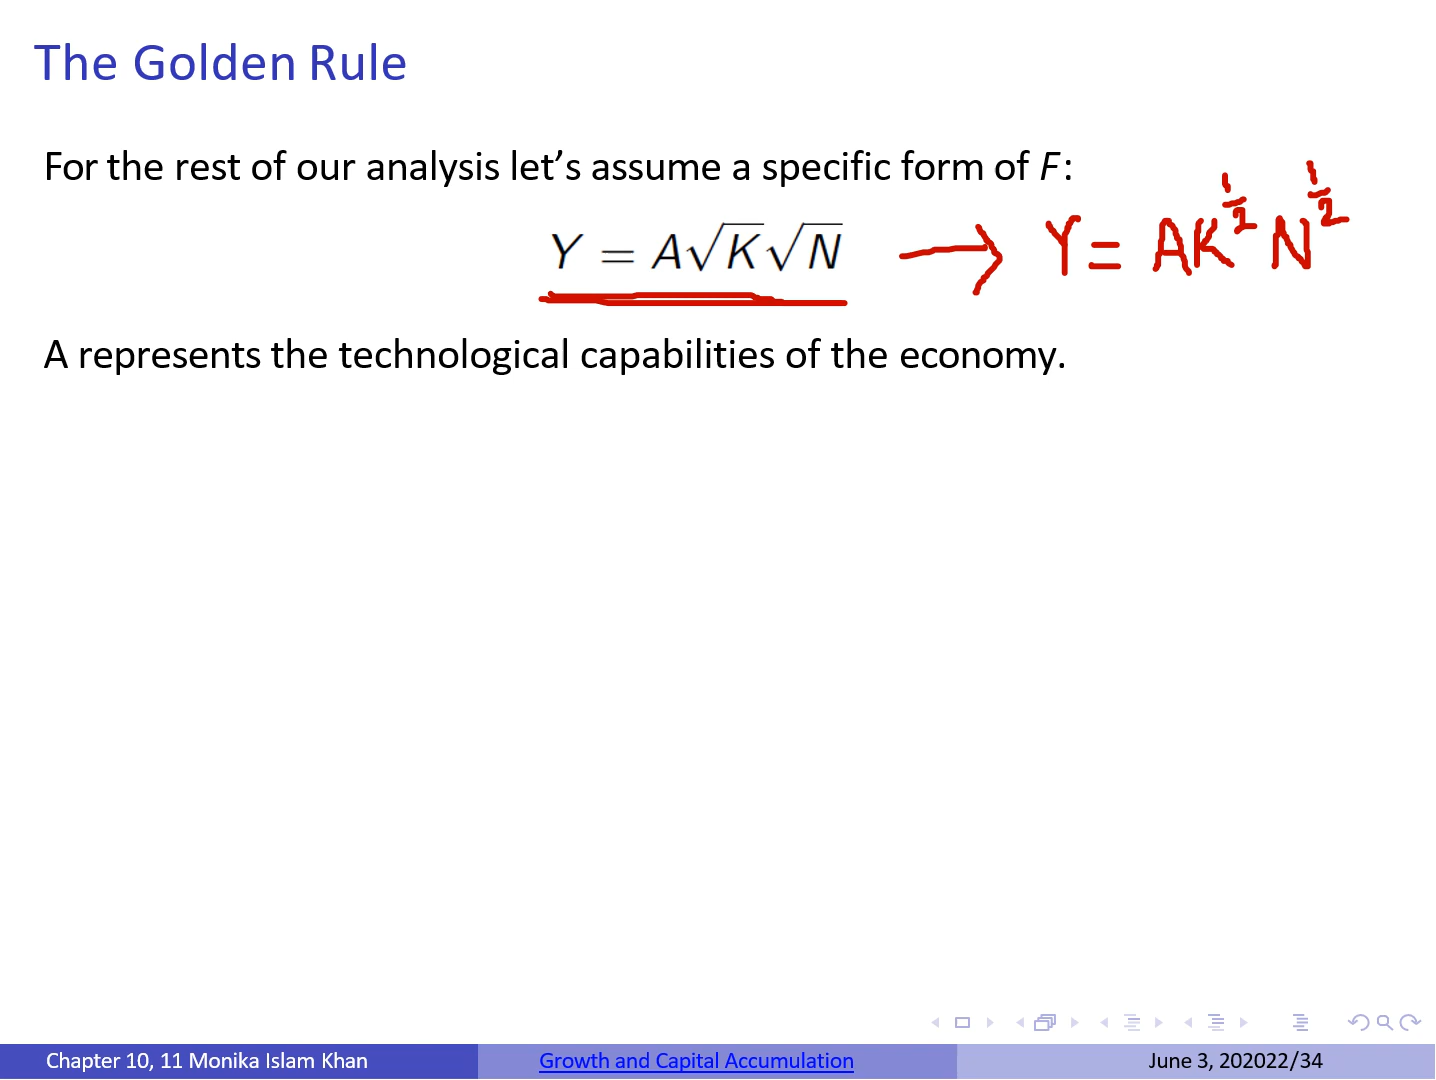 The Golden Rule
For the rest of our analysis let’s assume a specific form of F:
Y = A√K√N → Y = AK^½ N^½
A represents the technological capabilities of the economy.
Chapter 10, 11 Monika Islam Khan Growth and Capital Accumulation June 3, 202022/34